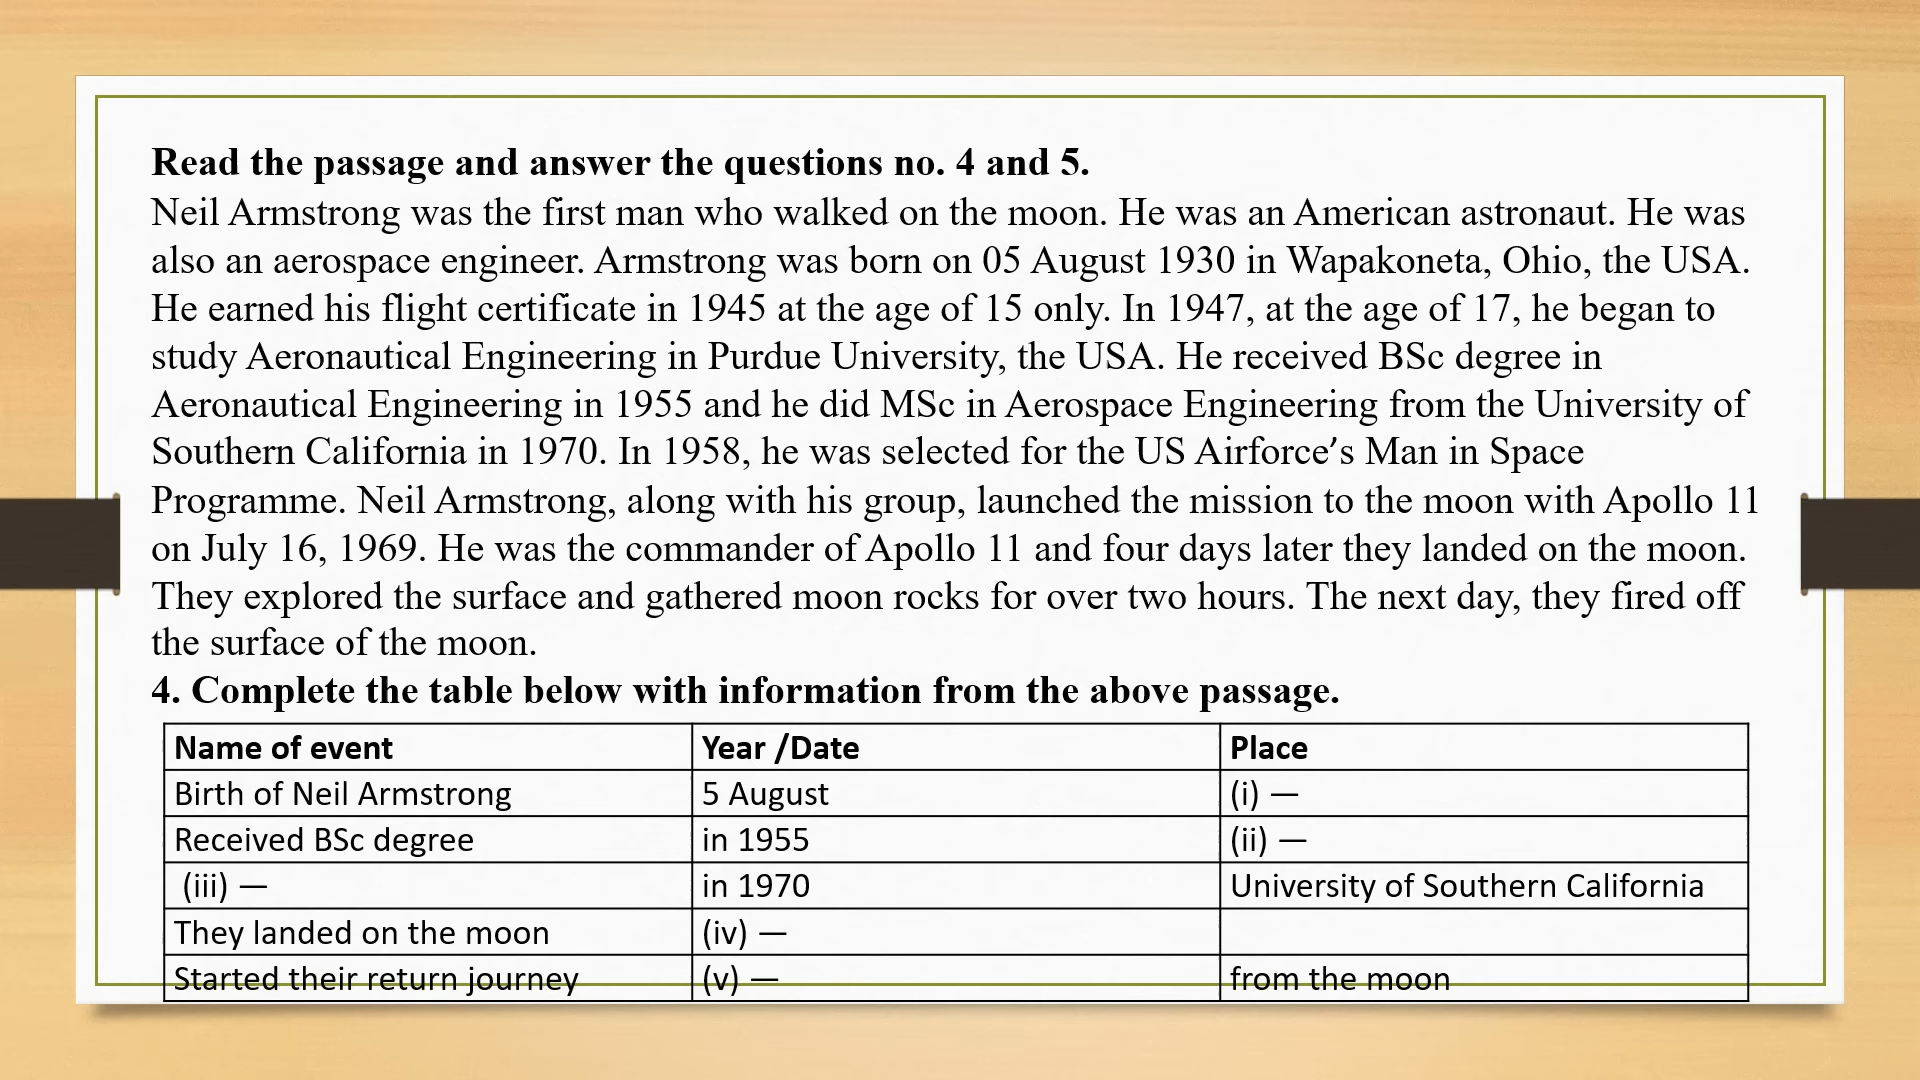 Read the passage and answer the questions no. 4 and 5.
Neil Armstrong was the first man who walked on the moon. He was an American astronaut. He was
also an aerospace engineer. Armstrong was born on 05 August 1930 in Wapakoneta, Ohio, the USA.
He earned his flight certificate in 1945 at the age of 15 only. In 1947, at the age of 17, he began to
study Aeronautical Engineering in Purdue University, the USA. He received BSc degree in
Aeronautical Engineering in 1955 and he did MSc in Aerospace Engineering from the University of
Southern California in 1970. In 1958, he was selected for the US Airforce’s Man in Space
Programme. Neil Armstrong, along with his group, launched the mission to the moon with Apollo 11
on July 16, 1969. He was the commander of Apollo 11 and four days later they landed on the moon.
They explored the surface and gathered moon rocks for over two hours. The next day, they fired off
the surface of the moon.
4. Complete the table below with information from the above passage.
Name of event Year /Date Place
Birth of Neil Armstrong 5 August (i) —
Received BSc degree in 1955 (ii) —
(iii) — in 1970 University of Southern California
They landed on the moon (iv) —
Started their return journey (v) — from the moon